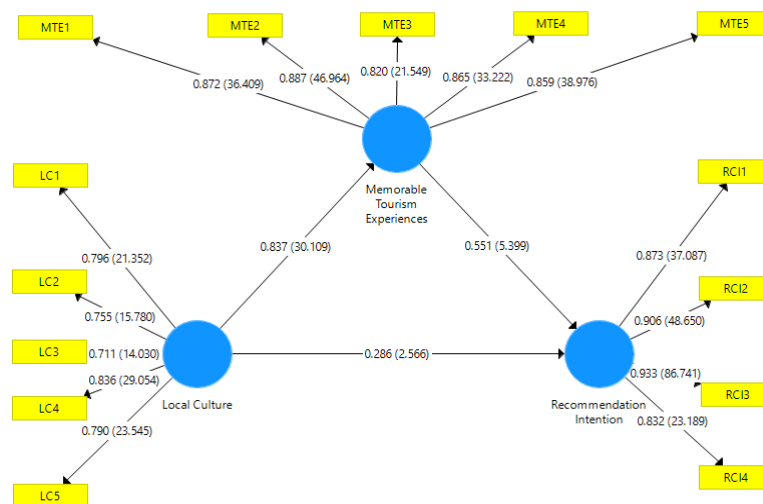 MTE1
MTE2
MTE3
MTE4
MTE5
0.872 (36.409)
0.887 (46.964)
0.820 (21.549)
0.865 (33.222)
0.859 (38.976)
Memorable
Tourism
Experiences
LC1
LC2
LC3
LC4
LC5
0.796 (21.352)
0.755 (15.780)
0.711 (14.030)
0.836 (29.054)
0.790 (23.545)
Local Culture
0.837 (30.109)
0.551 (5.399)
0.286 (2.566)
Recommendation
Intention
0.873 (37.087)
0.906 (48.650)
0.933 (86.741)
0.832 (23.189)
RCI1
RCI2
RCI3
RCI4